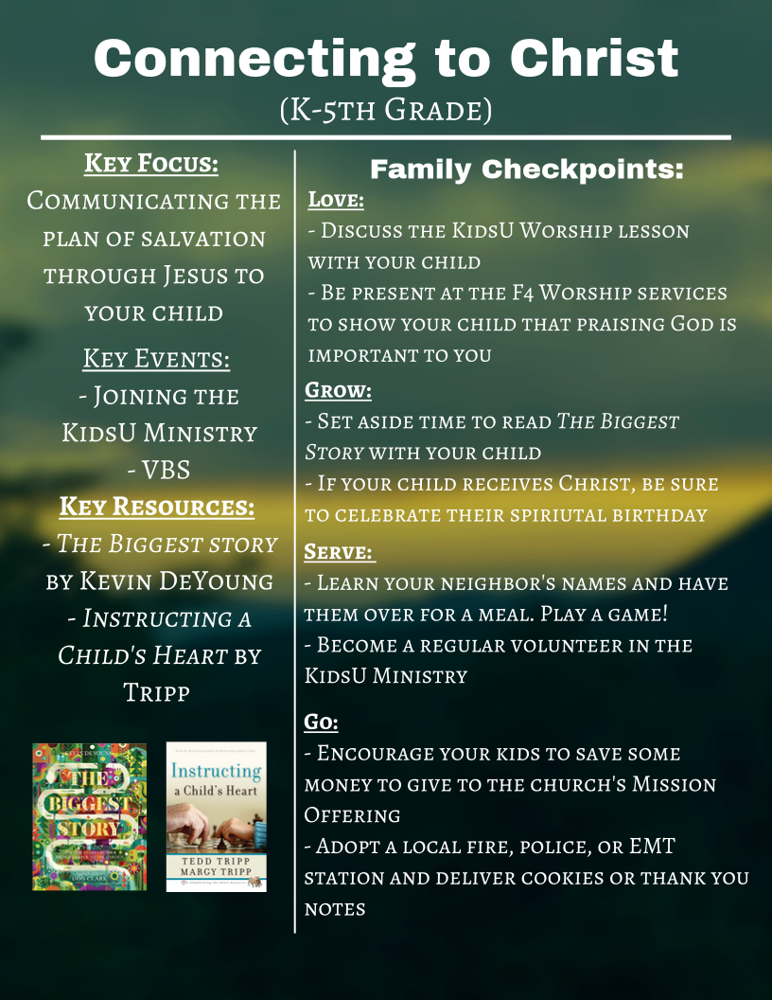 Connecting to Christ
(K-5th Grade)
Key Focus:
Communicating the
plan of salvation
through Jesus to
your child
Key Events:
- Joining the
KidsU Ministry
- VBS
Key Resources:
- The Biggest story
by Kevin DeYoung
- Instructing a
Child's Heart by
Tripp
KEVIN DEYOUNG
THE
BIGGEST
STORY
DON CLARK
Instructing
a Child's Heart
TEDD TRIPP
MARGY TRIPP
Family Checkpoints:
Love:
- Discuss the KidsU Worship lesson
with your child
- Be present at the F4 Worship services
to show your child that praising God is
important to you
Grow:
- Set aside time to read The Biggest
Story with your child
- If your child receives Christ, be sure
to celebrate their spiriutal birthday
Serve:
- Learn your neighbor's names and have
them over for a meal. Play a game!
- Become a regular volunteer in the
KidsU Ministry
Go:
- Encourage your kids to save some
money to give to the church's Mission
Offering
- Adopt a local fire, police, or EMT
station and deliver cookies or thank you
notes